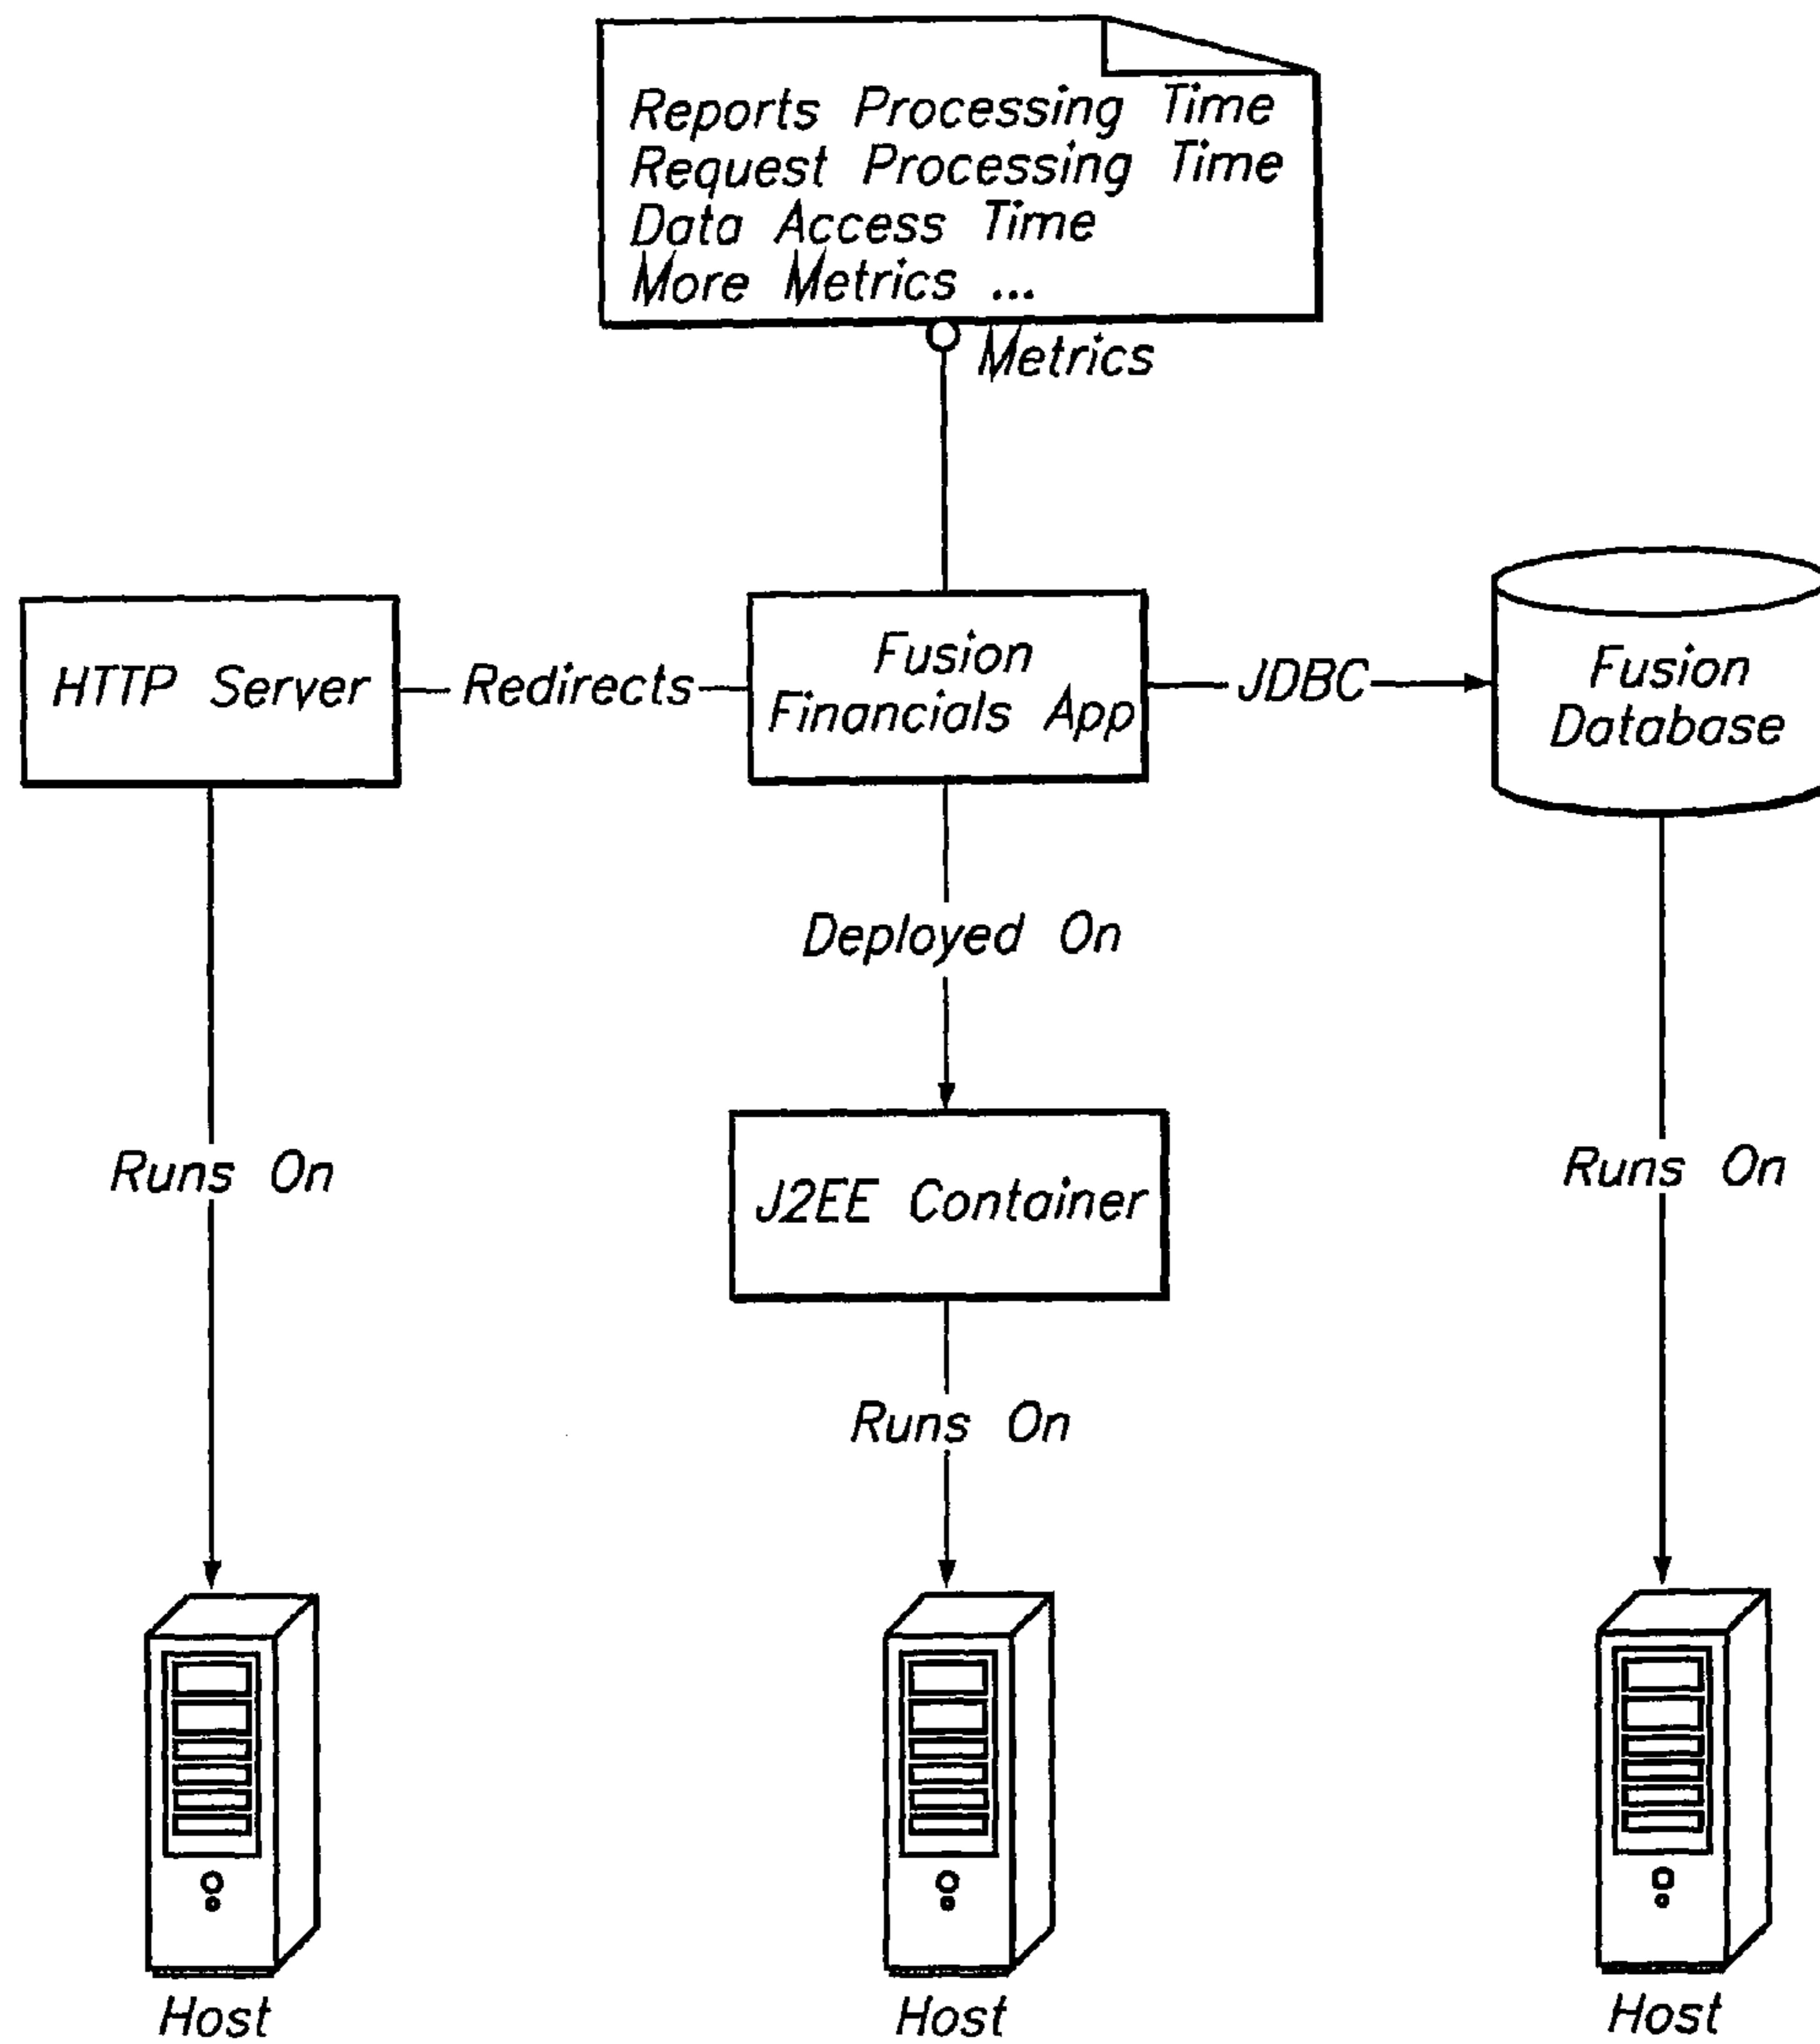 Reports Processing Time
Request Processing Time
Data Access Time
More Metrics ...
Metrics
HTTP Server
Redirects
Fusion
Financials App
JDBC
Fusion
Database
Deployed On
Runs On
J2EE Container
Runs On
Runs On
Host
Host
Host